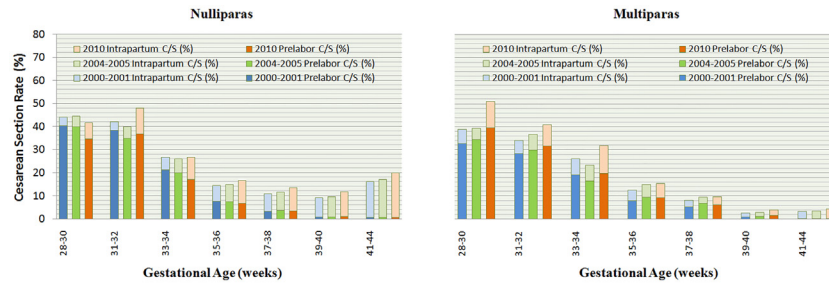 Nulliparas
Multiparas
80
70
60
50
40
30
20
10
0
Cesarean Section Rate (%)
2010 Intrapartum C/S (%)
2010 Prelabor C/S (%)
2004-2005 Intrapartum C/S (%)
2004-2005 Prelabor C/S (%)
2000-2001 Intrapartum C/S (%)
2000-2001 Prelabor C/S (%)
28-30
31-32
33-34
35-36
37-38
39-40
41-44
Gestational Age (weeks)
2010 Intrapartum C/S (%)
2010 Prelabor C/S (%)
2004-2005 Intrapartum C/S (%)
2004-2005 Prelabor C/S (%)
2000-2001 Intrapartum C/S (%)
2000-2001 Prelabor C/S (%)
28-30
31-32
33-34
35-36
37-38
39-40
41-44
Gestational Age (weeks)